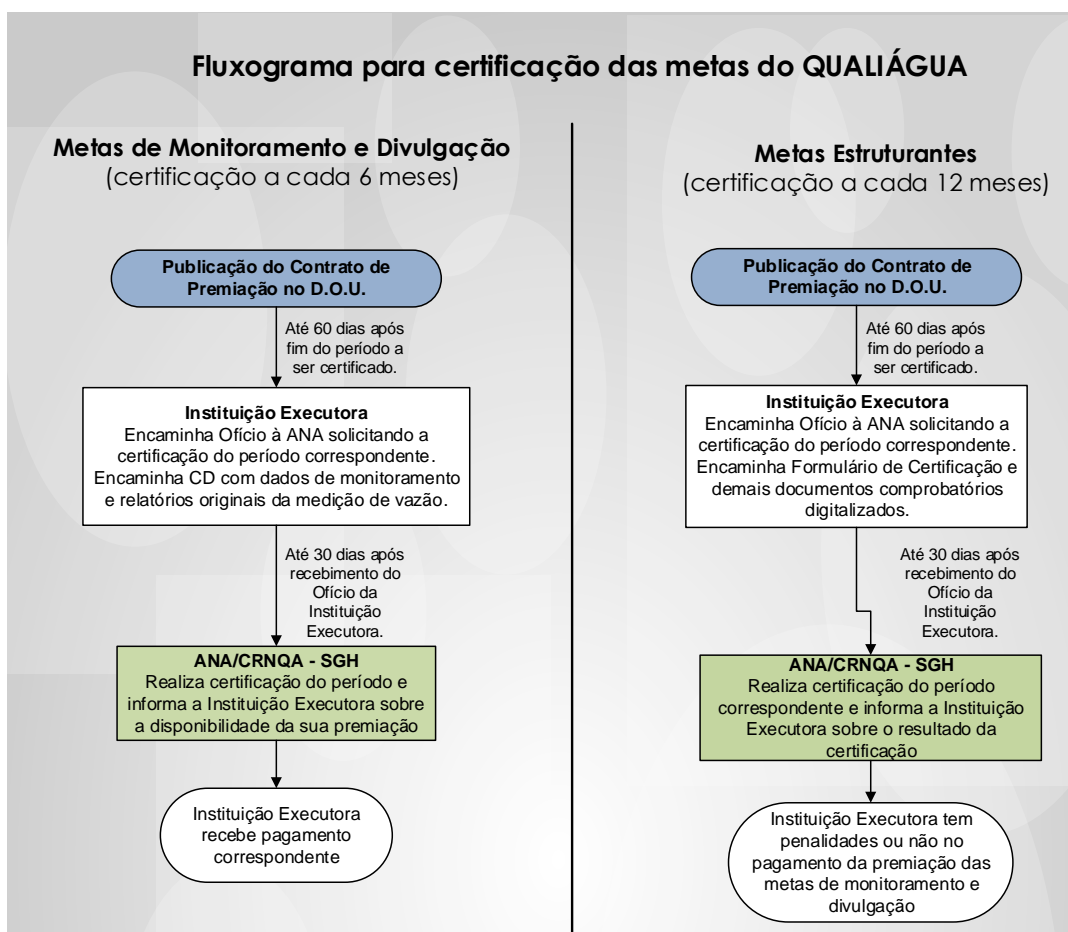 Fluxograma para certificação das metas do QUALIÁGUA
Metas de Monitoramento e Divulgação
(certificação a cada 6 meses)
Publicação do Contrato de
Premiação no D.O.U.
Até 60 dias após
fim do período a
ser certificado.
Instituição Executora
Encaminha Ofício à ANA solicitando a
certificação do período correspondente.
Encaminha CD com dados de monitoramento
e relatórios originais da medição de vazão.
Até 30 dias após
recebimento do
Ofício da
Instituição
Executora.
ANA/CRNQA - SGH
Realiza certificação do período e
informa a Instituição Executora sobre
a disponibilidade da sua premiação
Instituição Executora
recebe pagamento
correspondente
Metas Estruturantes
(certificação a cada 12 meses)
Publicação do Contrato de
Premiação no D.O.U.
Até 60 dias após
fim do período a
ser certificado.
Instituição Executora
Encaminha Ofício à ANA solicitando a
certificação do período correspondente.
Encaminha Formulário de Certificação e
demais documentos comprobatórios
digitalizados.
Até 30 dias após
recebimento do
Ofício da
Instituição
Executora.
ANA/CRNQA - SGH
Realiza certificação do período
correspondente e informa a Instituição
Executora sobre o resultado da
certificação
Instituição Executora tem
penalidades ou não no
pagamento da premiação das
metas de monitoramento e
divulgação